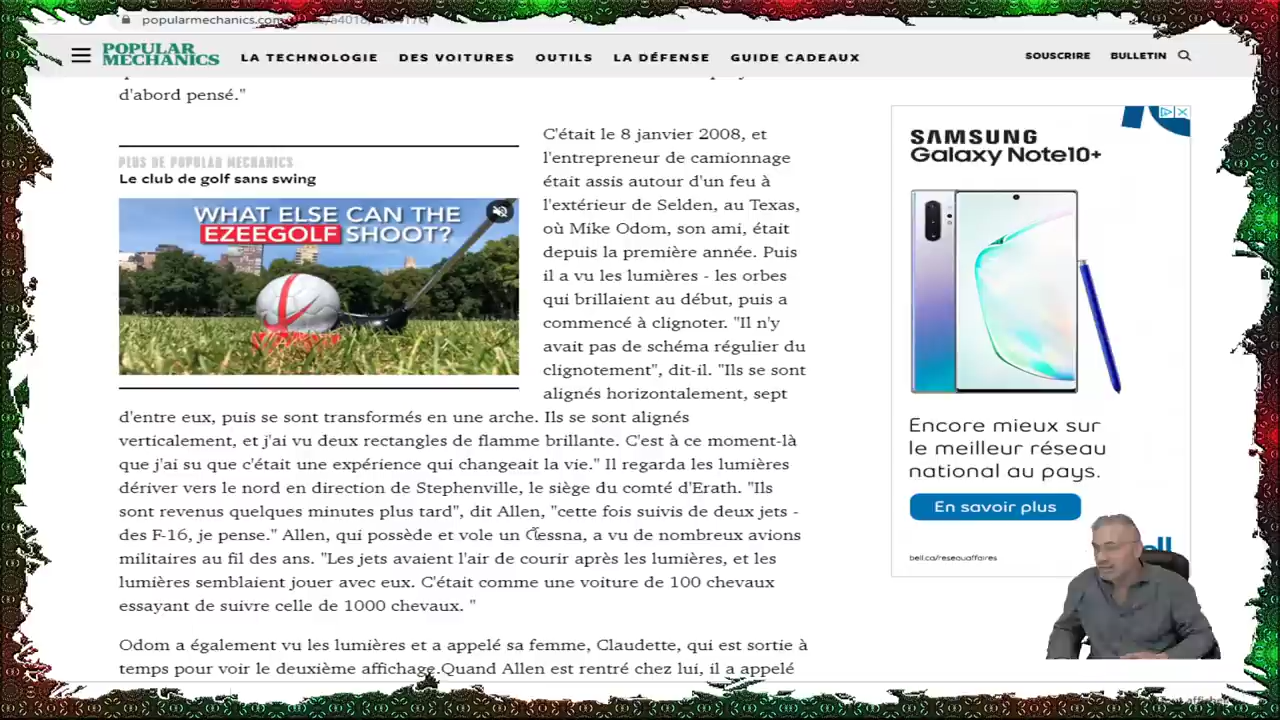 popularmechanics.com
POPULAR
MECHANICS
LA TECHNOLOGIE
DES VOITURES
OUTILS
LA DÉFENSE
GUIDE CADEAUX
SOUSCRIRE
BULLETIN
d'abord pensé."
PLUS DE POPULAR MECHANICS
Le club de golf sans swing
WHAT ELSE CAN THE
EZEEGOLF SHOOT?
C'était le 8 janvier 2008, et
l'entrepreneur de camionnage
était assis autour d'un feu à
l'extérieur de Selden, au Texas,
où Mike Odom, son ami, était
depuis la première année. Puis
il a vu les lumières - les orbes
qui brillaient au début, puis a
commencé à clignoter. "Il n'y
avait pas de schéma régulier du
clignotement", dit-il. "Ils se sont
alignés horizontalement, sept
d'entre eux, puis se sont transformés en une arche. Ils se sont alignés
verticalement, et j'ai vu deux rectangles de flamme brillante. C'est à ce moment-là
que j'ai su que c'était une expérience qui changeait la vie." Il regarda les lumières
dériver vers le nord en direction de Stephenville, le siège du comté d'Erath. "Ils
sont revenus quelques minutes plus tard", dit Allen, "cette fois suivis de deux jets -
des F-16, je pense." Allen, qui possède et vole un Cessna, a vu de nombreux avions
militaires au fil des ans. "Les jets avaient l'air de courir après les lumières, et les
lumières semblaient jouer avec eux. C'était comme une voiture de 100 chevaux
essayant de suivre celle de 1000 chevaux. "
Odom a également vu les lumières et a appelé sa femme, Claudette, qui est sortie à
temps pour voir le deuxième affichage.Quand Allen est rentré chez lui, il a appelé
SAMSUNG
Galaxy Note10+
Encore mieux sur
le meilleur réseau
national au pays.
En savoir plus
bell.ca/reseauaffaires